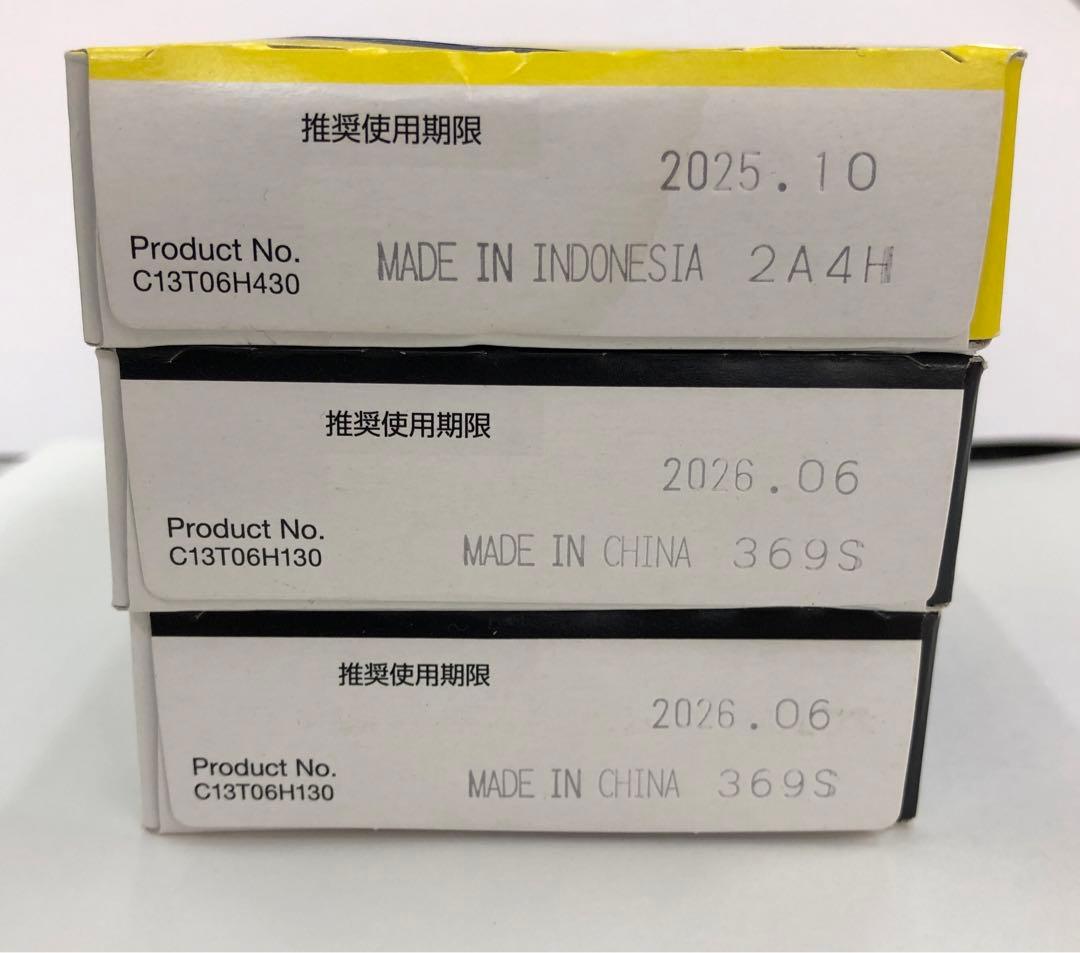 推奨使用期限
2025.10
Product No.
C13T06H430
MADE IN INDONESIA 2A4H
推奨使用期限
2026.06
Product No.
C13T06H130
MADE IN CHINA 369S
推奨使用期限
2026.06
Product No.
C13T06H130
MADE IN CHINA 369S